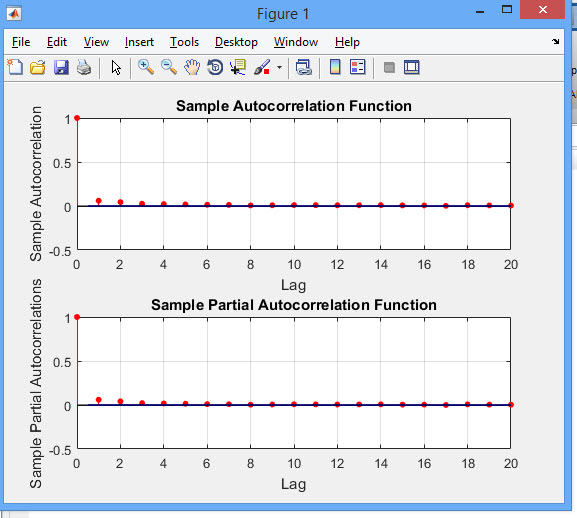 Figure 1
File Edit View Insert Tools Desktop Window Help
Sample Autocorrelation Function
Sample Autocorrelation
1
0.5
0
-0.5
0 2 4 6 8 10 12 14 16 18 20
Lag
Sample Partial Autocorrelation Function
Sample Partial Autocorrelations
1
0.5
0
-0.5
0 2 4 6 8 10 12 14 16 18 20
Lag